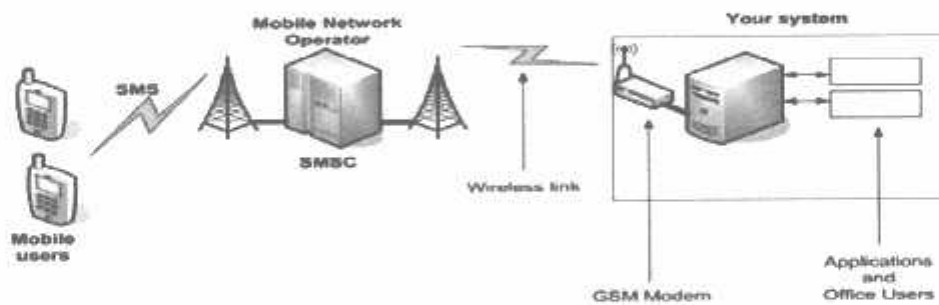 Mobile Network
Operator
Your system
SMS
SMSC
Wireless link
Mobile
users
GSM Modem
Applications
and
Office Users